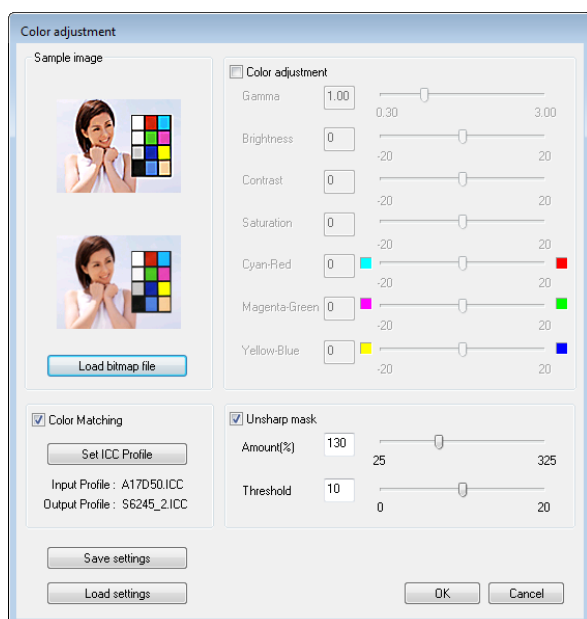 Color adjustment
Sample image
Load bitmap file
Color adjustment
Gamma 1.00
0.30 3.00
Brightness 0
-20 20
Contrast 0
-20 20
Saturation 0
-20 20
Cyan-Red 0
-20 20
Magenta-Green 0
-20 20
Yellow-Blue 0
-20 20
Color Matching
Set ICC Profile
Input Profile : A17D50.ICC
Output Profile : S6245_2.ICC
Unsharp mask
Amount(%) 130
25 325
Threshold 10
0 20
Save settings
Load settings
OK Cancel